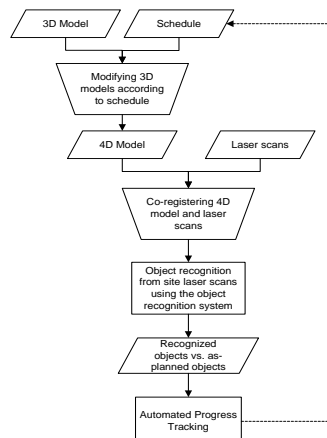 3D Model
Schedule
Modifying 3D
models according
to schedule
4D Model
Laser scans
Co-registering 4D
model and laser
scans
Object recognition
from site laser scans
using the object
recognition system
Recognized
objects vs. as-
planned objects
Automated Progress
Tracking